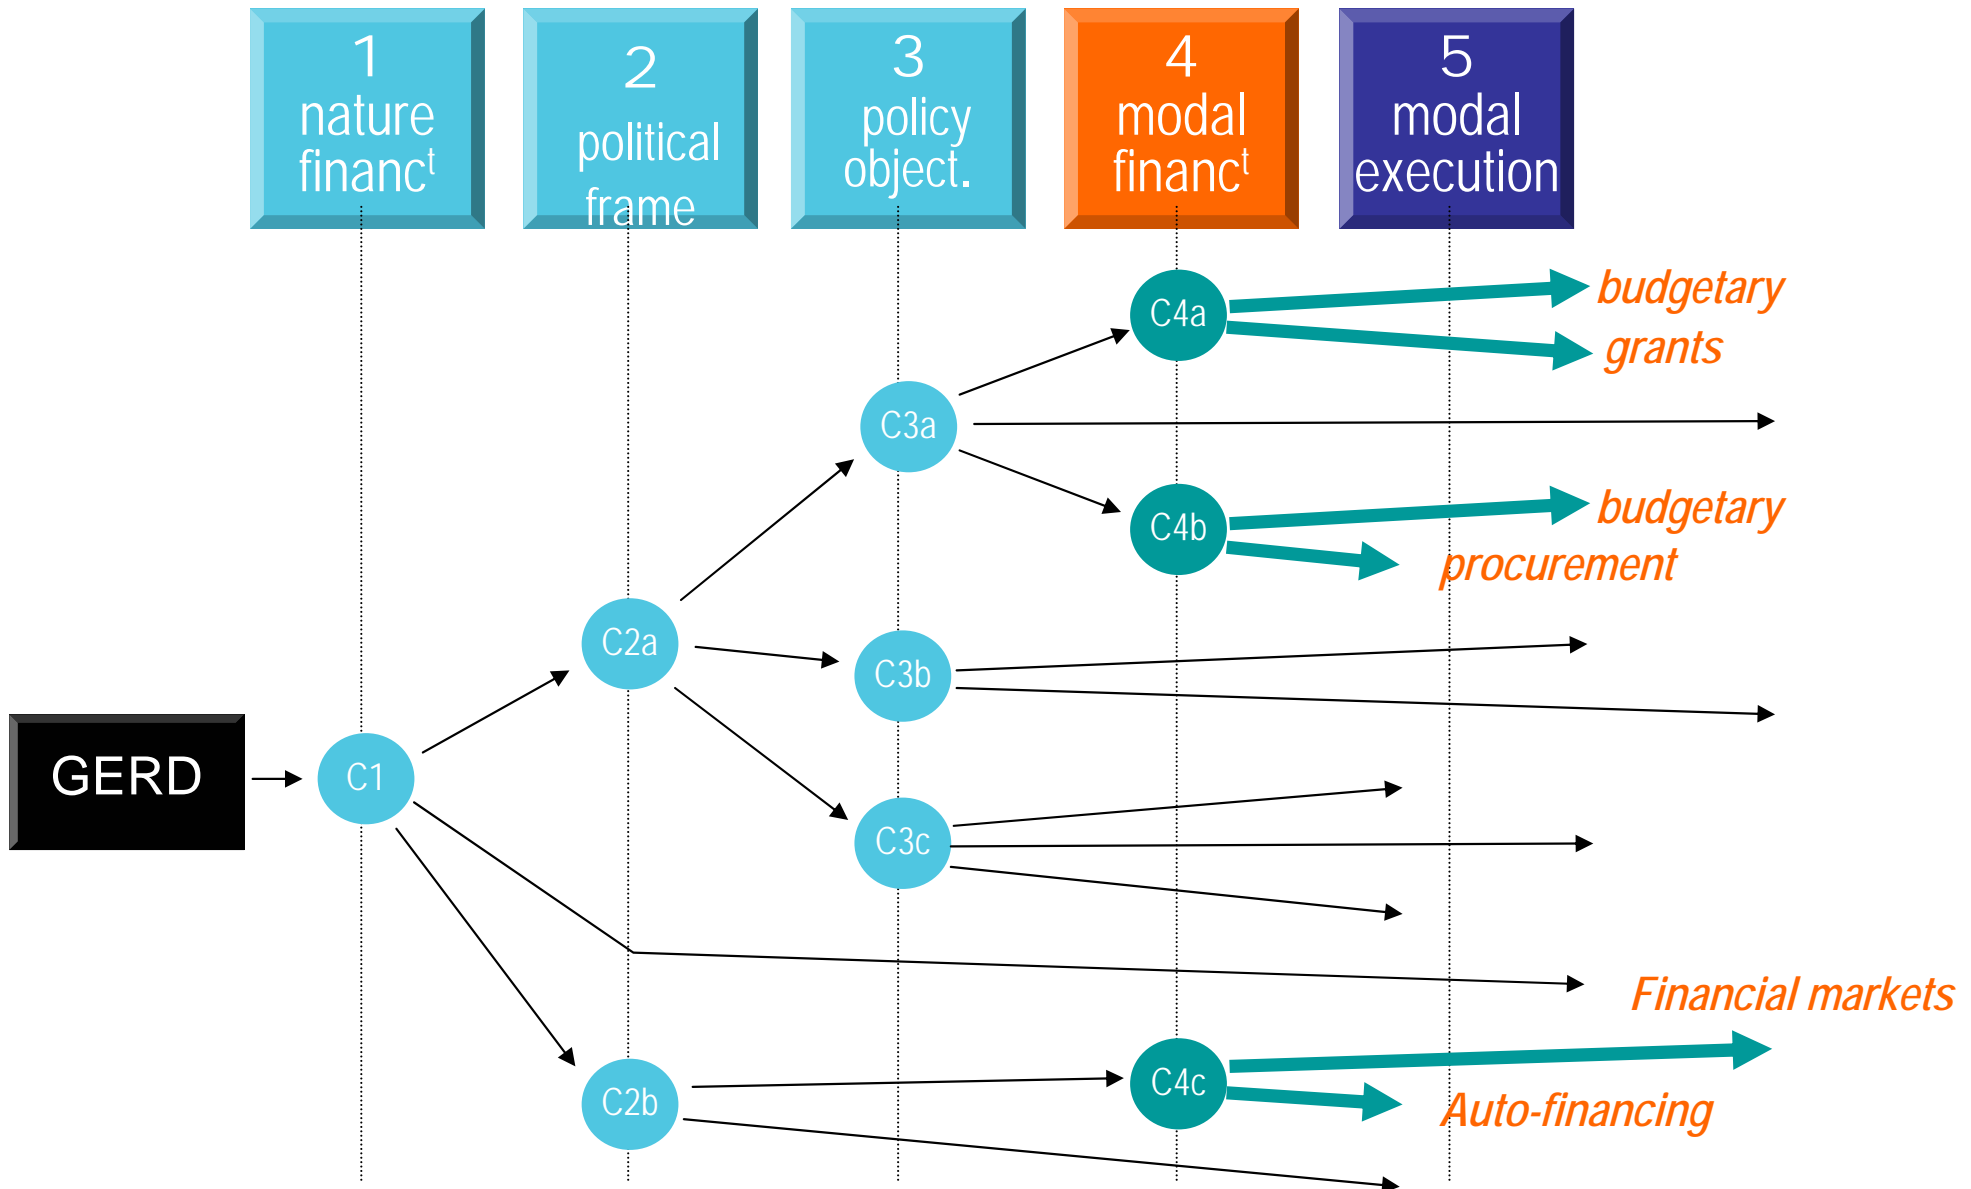 1
nature
financᵗ
2
political
frame
3
policy
object.
4
modal
financᵗ
5
modal
execution
C4a
budgetary
grants
C3a
C4b
budgetary
procurement
C2a
C3b
GERD
C1
C3c
Financial markets
C2b
C4c
Auto-financing